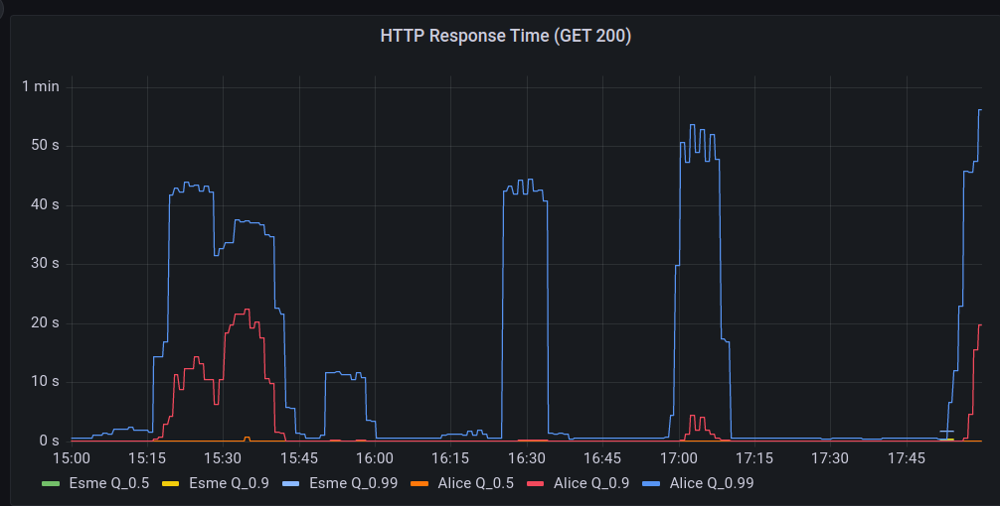 HTTP Response Time (GET 200)
1 min
50 s
40 s
30 s
20 s
10 s
0 s
15:00 15:15 15:30 15:45 16:00 16:15 16:30 16:45 17:00 17:15 17:30 17:45
Esme Q_0.5 Esme Q_0.9 Esme Q_0.99 Alice Q_0.5 Alice Q_0.9 Alice Q_0.99